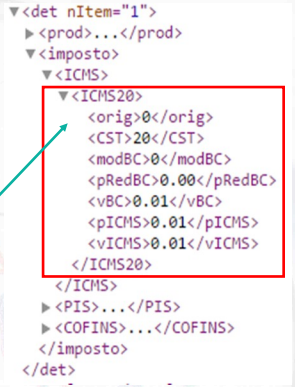 ▼<det nItem="1">
▶<prod>...</prod>
▼<imposto>
▼<ICMS>
▼<ICMS20>
<orig>0</orig>
<CST>20</CST>
<modBC>0</modBC>
<pRedBC>0.00</pRedBC>
<vBC>0.01</vBC>
<pICMS>0.01</pICMS>
<vICMS>0.01</vICMS>
</ICMS20>
</ICMS>
▶<PIS>...</PIS>
▶<COFINS>...</COFINS>
</imposto>
</det>